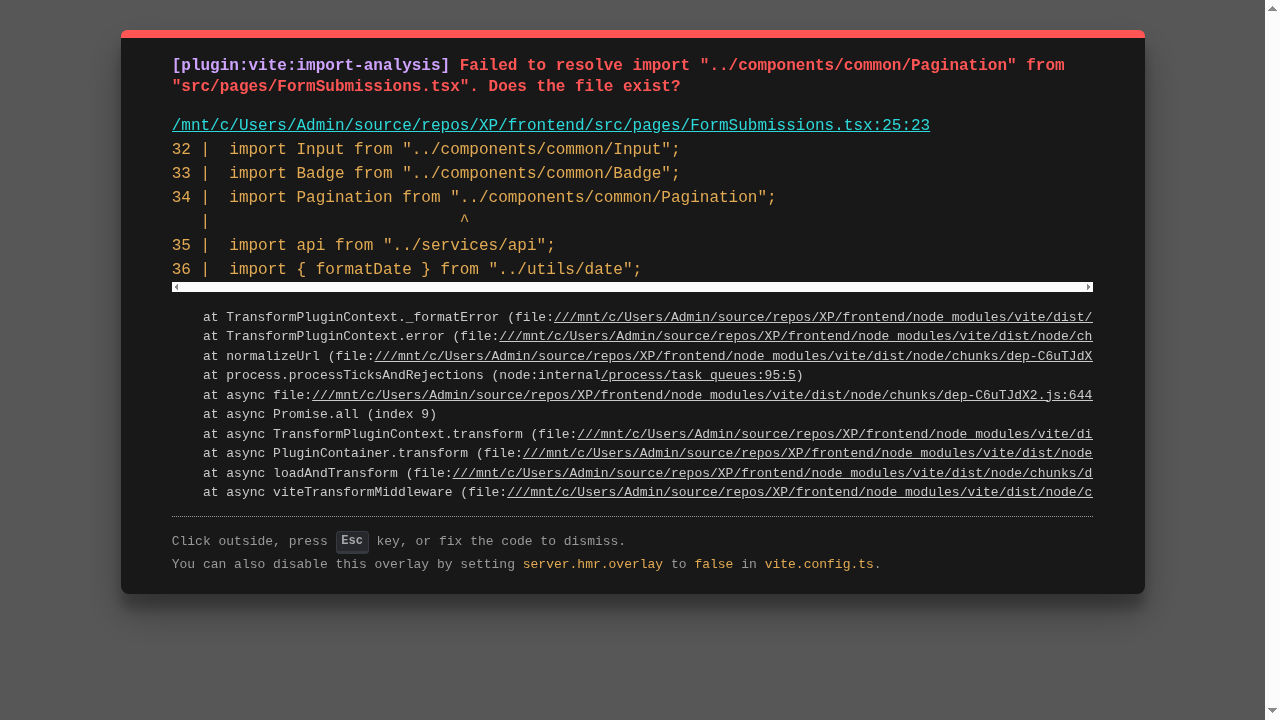 [plugin:vite:import-analysis] Failed to resolve import "../components/common/Pagination" from
"src/pages/FormSubmissions.tsx". Does the file exist?
/mnt/c/Users/Admin/source/repos/XP/frontend/src/pages/FormSubmissions.tsx:25:23
32 |  import Input from "../components/common/Input";
33 |  import Badge from "../components/common/Badge";
34 |  import Pagination from "../components/common/Pagination";
   |                          ^
35 |  import api from "../services/api";
36 |  import { formatDate } from "../utils/date";
at TransformPluginContext._formatError (file:///mnt/c/Users/Admin/source/repos/XP/frontend/node_modules/vite/dist/
at TransformPluginContext.error (file:///mnt/c/Users/Admin/source/repos/XP/frontend/node_modules/vite/dist/node/ch
at normalizeUrl (file:///mnt/c/Users/Admin/source/repos/XP/frontend/node_modules/vite/dist/node/chunks/dep-C6uTJdX
at process.processTicksAndRejections (node:internal/process/task_queues:95:5)
at async file:///mnt/c/Users/Admin/source/repos/XP/frontend/node_modules/vite/dist/node/chunks/dep-C6uTJdX2.js:644
at async Promise.all (index 9)
at async TransformPluginContext.transform (file:///mnt/c/Users/Admin/source/repos/XP/frontend/node_modules/vite/di
at async PluginContainer.transform (file:///mnt/c/Users/Admin/source/repos/XP/frontend/node_modules/vite/dist/node
at async loadAndTransform (file:///mnt/c/Users/Admin/source/repos/XP/frontend/node_modules/vite/dist/node/chunks/d
at async viteTransformMiddleware (file:///mnt/c/Users/Admin/source/repos/XP/frontend/node_modules/vite/dist/node/c
Click outside, press Esc key, or fix the code to dismiss.
You can also disable this overlay by setting server.hmr.overlay to false in vite.config.ts.